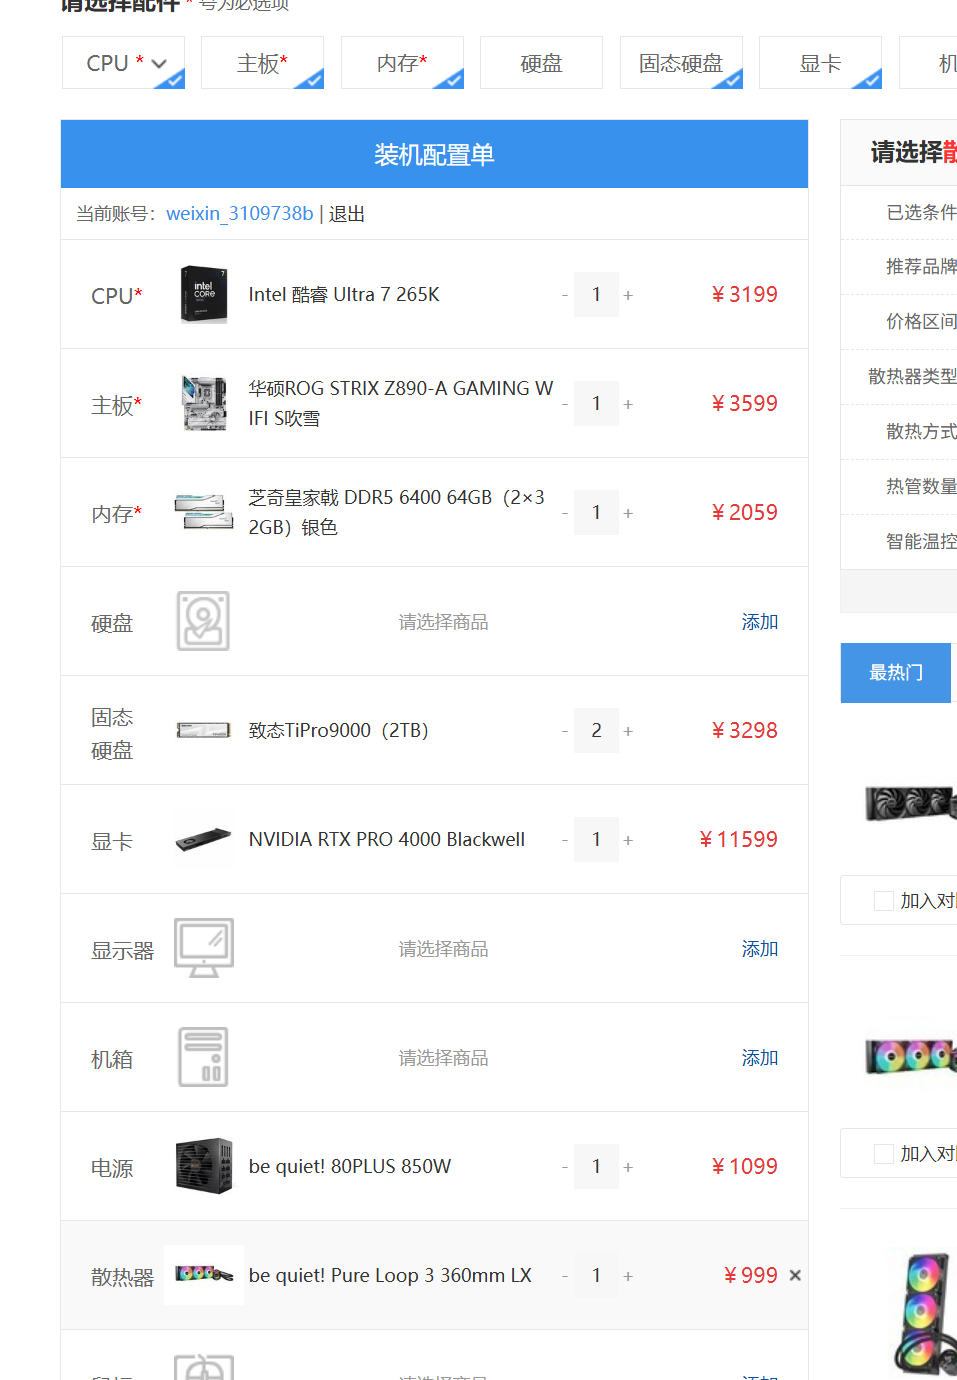 请选择配件 * 号为必选项
CPU *
主板*
内存*
硬盘
固态硬盘
显卡
机
装机配置单
当前账号：weixin_3109738b | 退出
CPU*
Intel 酷睿 Ultra 7 265K
- 1 +
¥ 3199
主板*
华硕ROG STRIX Z890-A GAMING W
IFI S吹雪
- 1 +
¥ 3599
内存*
芝奇皇家戟 DDR5 6400 64GB（2×3
2GB）银色
- 1 +
¥ 2059
硬盘
请选择商品
添加
固态
硬盘
致态TiPro9000（2TB）
- 2 +
¥ 3298
显卡
NVIDIA RTX PRO 4000 Blackwell
- 1 +
¥ 11599
显示器
请选择商品
添加
机箱
请选择商品
添加
电源
be quiet! 80PLUS 850W
- 1 +
¥ 1099
散热器
be quiet! Pure Loop 3 360mm LX
- 1 +
¥ 999 ×
请选择散
已选条件
推荐品牌
价格区间
散热器类型
散热方式
热管数量
智能温控
最热门
加入对
加入对